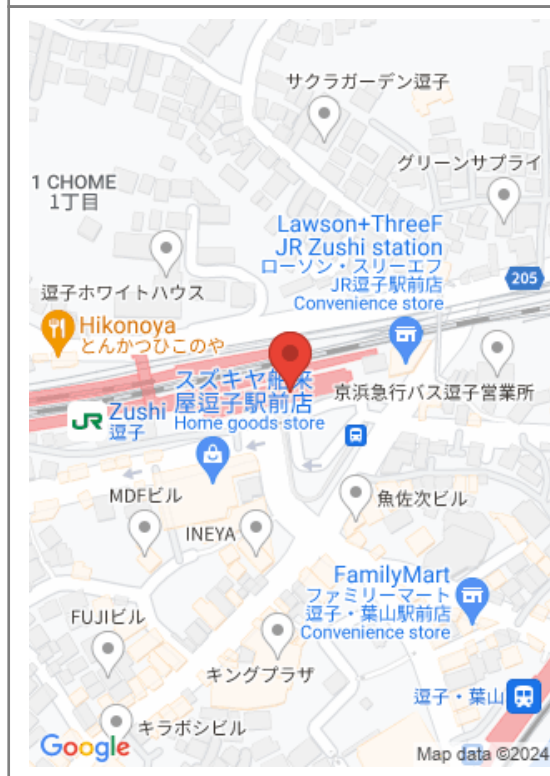 サクラガーデン逗子
グリーンサプライ
1 CHOME
1丁目
Lawson+ThreeF
JR Zushi station
ローソン・スリーエフ
JR逗子駅前店
Convenience store
205
逗子ホワイトハウス
Hikonoya
とんかつひこのや
スズキヤ舶来
屋逗子駅前店
Home goods store
京浜急行バス逗子営業所
JR
Zushi
逗子
MDFビル
魚佐次ビル
INEYA
FamilyMart
ファミリーマート
逗子・葉山駅前店
Convenience store
FUJIビル
キングプラザ
逗子・葉山
キラボシビル
Google
Map data ©2024